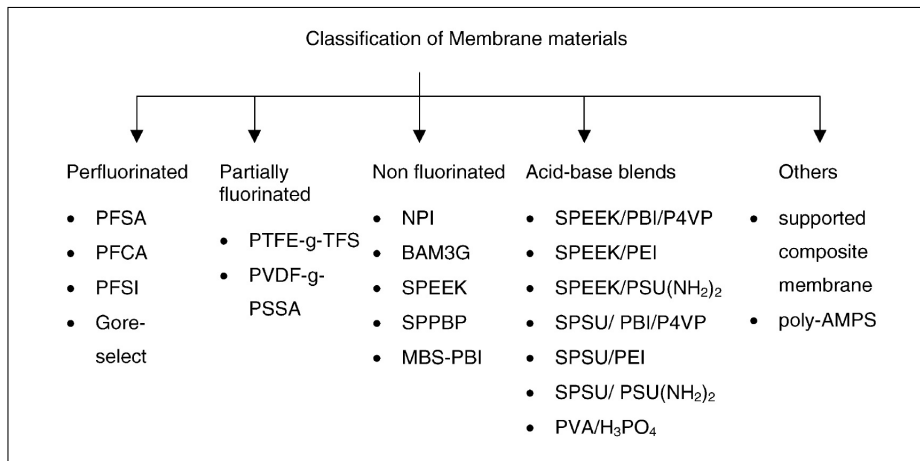 Classification of Membrane materials
Perfluorinated
• PFSA
• PFCA
• PFSI
• Gore-
select
Partially
fluorinated
• PTFE-g-TFS
• PVDF-g-
PSSA
Non fluorinated
• NPI
• BAM3G
• SPEEK
• SPPBP
• MBS-PBI
Acid-base blends
• SPEEK/PBI/P4VP
• SPEEK/PEI
• SPEEK/PSU(NH₂)₂
• SPSU/ PBI/P4VP
• SPSU/PEI
• SPSU/ PSU(NH₂)₂
• PVA/H₃PO₄
Others
• supported
composite
membrane
• poly-AMPS